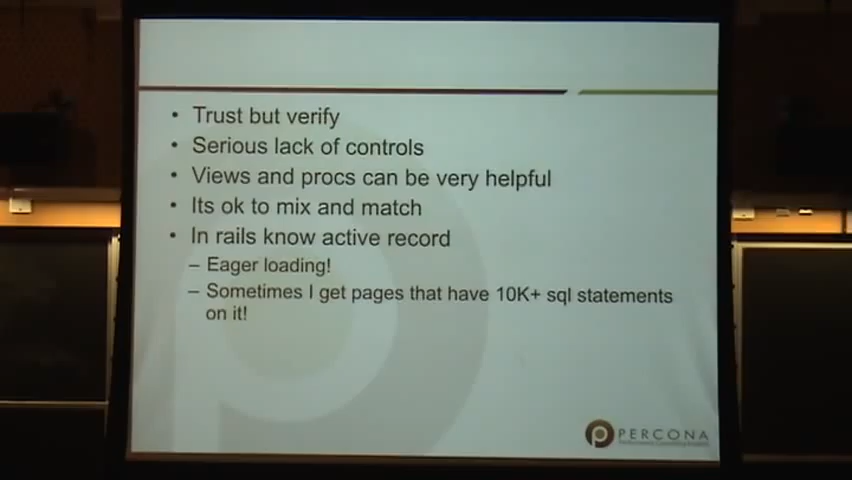 • Trust but verify
• Serious lack of controls
• Views and procs can be very helpful
• Its ok to mix and match
• In rails know active record
– Eager loading!
– Sometimes I get pages that have 10K+ sql statements
on it!
PERCONA